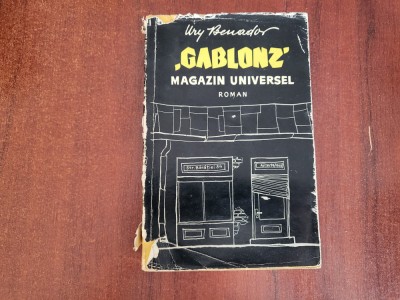 Ury Benador
‚GABLONZ'
MAGAZIN UNIVERSEL
ROMAN